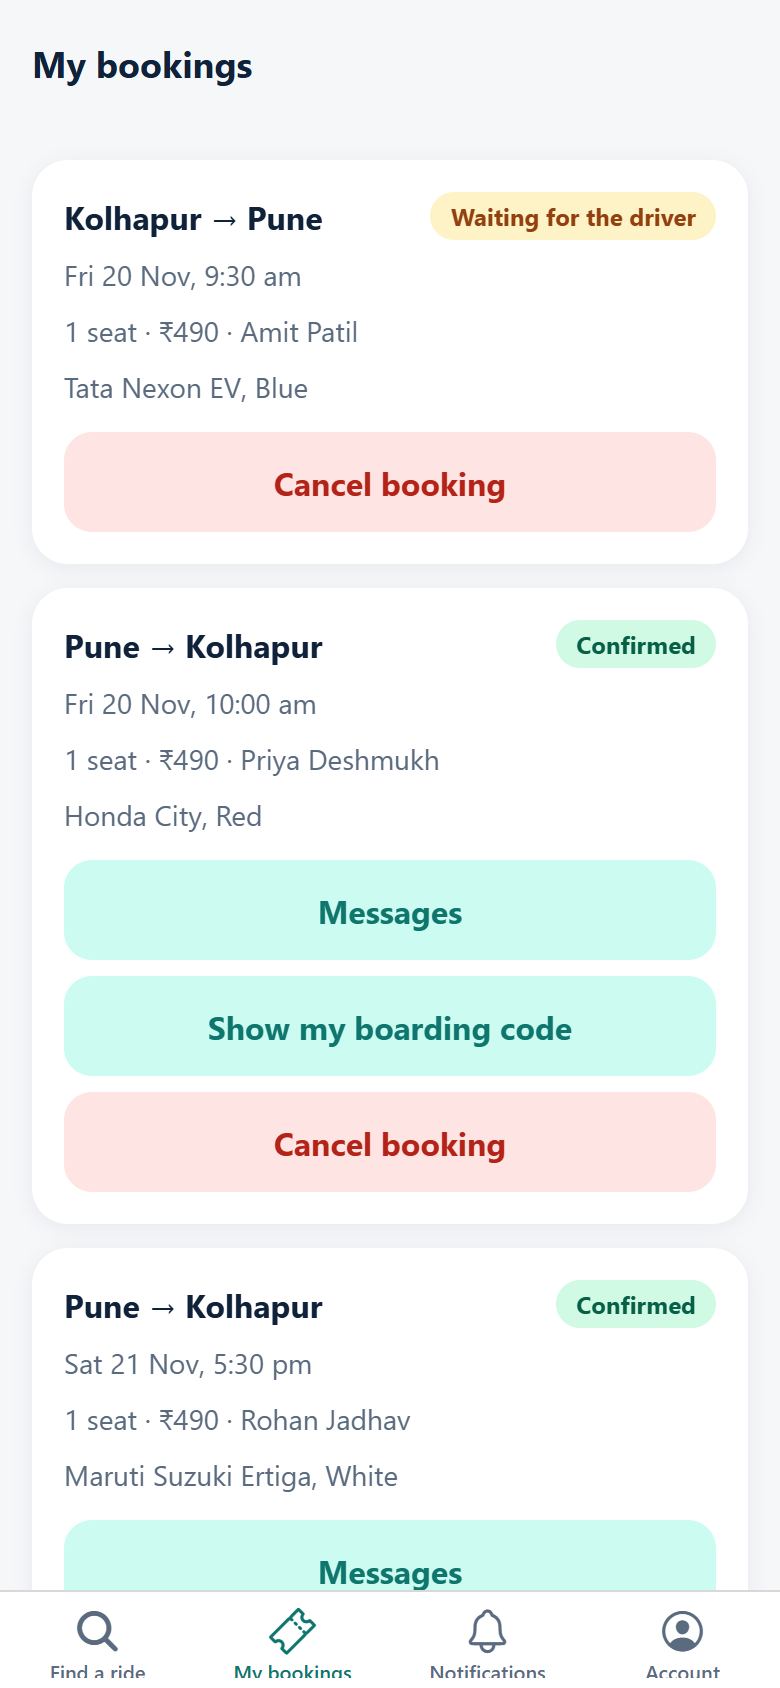 My bookings
Kolhapur → Pune
Waiting for the driver
Fri 20 Nov, 9:30 am
1 seat · ₹490 · Amit Patil
Tata Nexon EV, Blue
Cancel booking
Pune → Kolhapur
Confirmed
Fri 20 Nov, 10:00 am
1 seat · ₹490 · Priya Deshmukh
Honda City, Red
Messages
Show my boarding code
Cancel booking
Pune → Kolhapur
Confirmed
Sat 21 Nov, 5:30 pm
1 seat · ₹490 · Rohan Jadhav
Maruti Suzuki Ertiga, White
Messages
Find a ride
My bookings
Notifications
Account